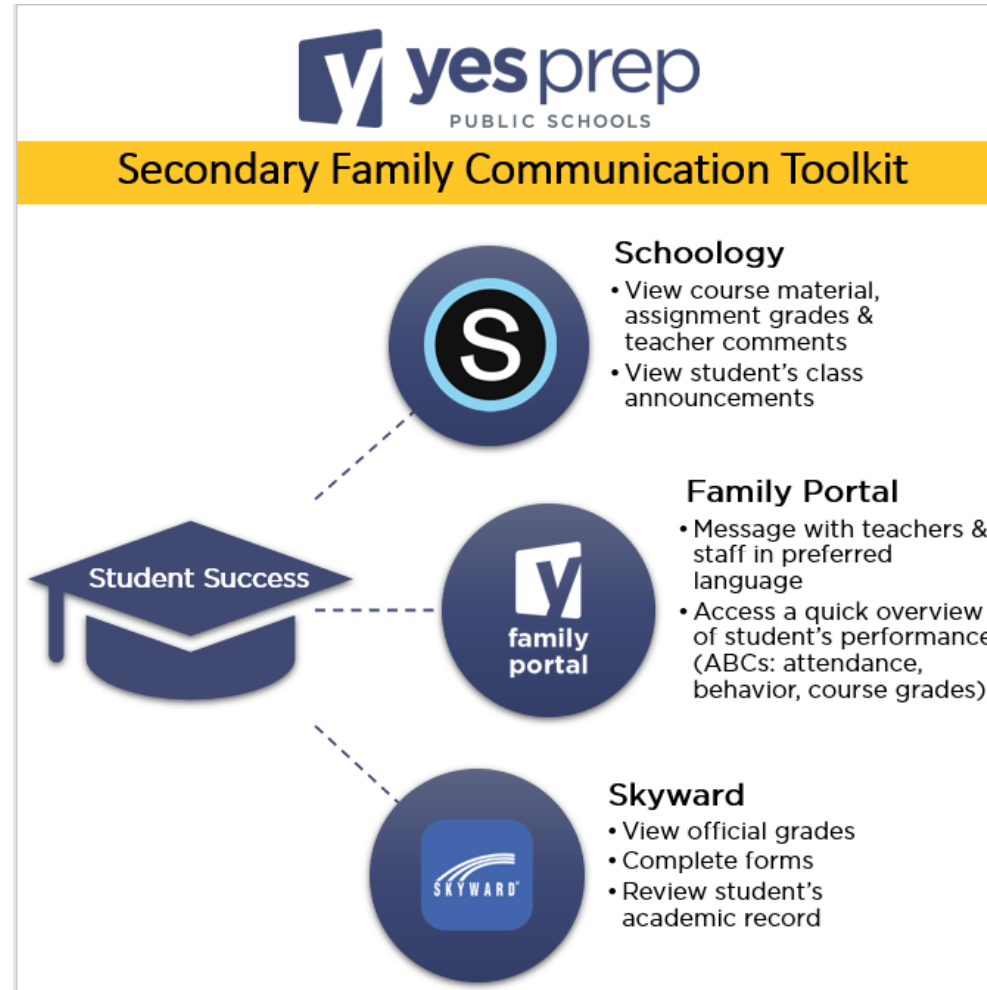 y yes prep
PUBLIC SCHOOLS
Secondary Family Communication Toolkit
Schoology
• View course material,
assignment grades &
teacher comments
• View student's class
announcements
S
Family Portal
• Message with teachers &
staff in preferred
language
• Access a quick overview
of student's performance
(ABCs: attendance,
behavior, course grades)
y
family
portal
Student Success
Skyward
• View official grades
• Complete forms
• Review student's
academic record
SKYWARD®